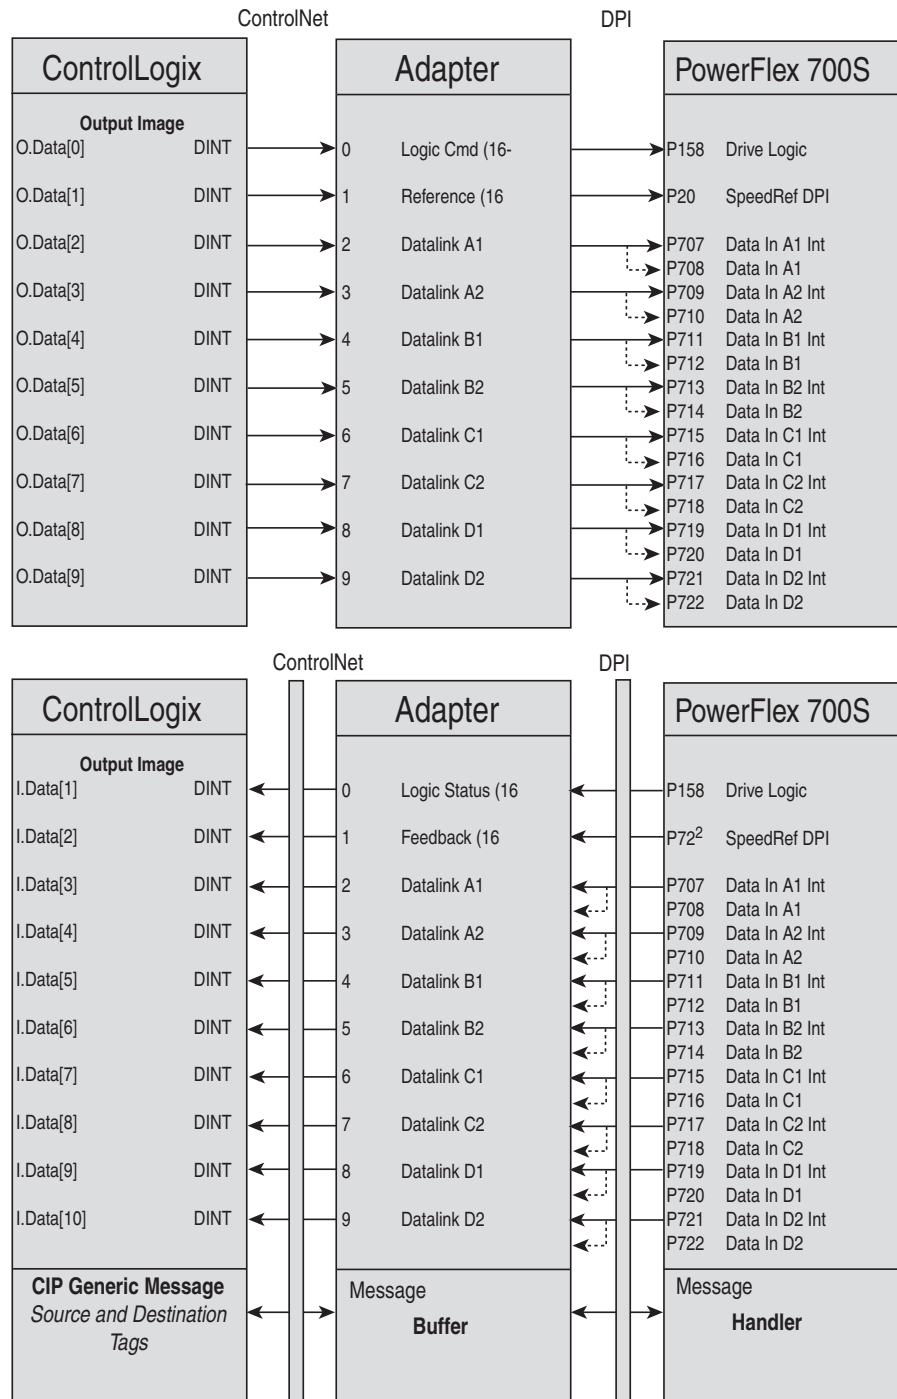 ControlNet DPI
ControlLogix Adapter PowerFlex 700S
Output Image
O.Data[0] DINT 0 Logic Cmd (16- P158 Drive Logic
O.Data[1] DINT 1 Reference (16 P20 SpeedRef DPI
O.Data[2] DINT 2 Datalink A1 P707 Data In A1 Int
P708 Data In A1
O.Data[3] DINT 3 Datalink A2 P709 Data In A2 Int
P710 Data In A2
O.Data[4] DINT 4 Datalink B1 P711 Data In B1 Int
P712 Data In B1
O.Data[5] DINT 5 Datalink B2 P713 Data In B2 Int
P714 Data In B2
O.Data[6] DINT 6 Datalink C1 P715 Data In C1 Int
P716 Data In C1
O.Data[7] DINT 7 Datalink C2 P717 Data In C2 Int
P718 Data In C2
O.Data[8] DINT 8 Datalink D1 P719 Data In D1 Int
P720 Data In D1
O.Data[9] DINT 9 Datalink D2 P721 Data In D2 Int
P722 Data In D2
ControlNet DPI
ControlLogix Adapter PowerFlex 700S
Output Image
I.Data[1] DINT 0 Logic Status (16 P158 Drive Logic
I.Data[2] DINT 1 Feedback (16 P72² SpeedRef DPI
I.Data[3] DINT 2 Datalink A1 P707 Data In A1 Int
P708 Data In A1
I.Data[4] DINT 3 Datalink A2 P709 Data In A2 Int
P710 Data In A2
I.Data[5] DINT 4 Datalink B1 P711 Data In B1 Int
P712 Data In B1
I.Data[6] DINT 5 Datalink B2 P713 Data In B2 Int
P714 Data In B2
I.Data[7] DINT 6 Datalink C1 P715 Data In C1 Int
P716 Data In C1
I.Data[8] DINT 7 Datalink C2 P717 Data In C2 Int
P718 Data In C2
I.Data[9] DINT 8 Datalink D1 P719 Data In D1 Int
P720 Data In D1
I.Data[10] DINT 9 Datalink D2 P721 Data In D2 Int
P722 Data In D2
CIP Generic Message Message Message
Source and Destination Buffer Handler
Tags